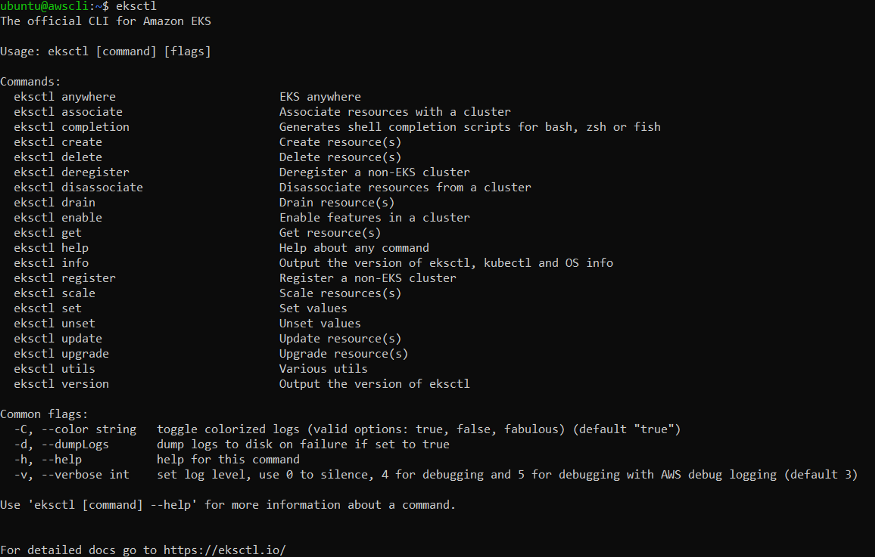 ubuntu@awscli:~$ eksctl
The official CLI for Amazon EKS
Usage: eksctl [command] [flags]
Commands:
eksctl anywhere EKS anywhere
eksctl associate Associate resources with a cluster
eksctl completion Generates shell completion scripts for bash, zsh or fish
eksctl create Create resource(s)
eksctl delete Delete resource(s)
eksctl deregister Deregister a non-EKS cluster
eksctl disassociate Disassociate resources from a cluster
eksctl drain Drain resource(s)
eksctl enable Enable features in a cluster
eksctl get Get resource(s)
eksctl help Help about any command
eksctl info Output the version of eksctl, kubectl and OS info
eksctl register Register a non-EKS cluster
eksctl scale Scale resources(s)
eksctl set Set values
eksctl unset Unset values
eksctl update Update resource(s)
eksctl upgrade Upgrade resource(s)
eksctl utils Various utils
eksctl version Output the version of eksctl
Common flags:
-C, --color string toggle colorized logs (valid options: true, false, fabulous) (default "true")
-d, --dumpLogs dump logs to disk on failure if set to true
-h, --help help for this command
-v, --verbose int set log level, use 0 to silence, 4 for debugging and 5 for debugging with AWS debug logging (default 3)
Use 'eksctl [command] --help' for more information about a command.
For detailed docs go to https://eksctl.io/